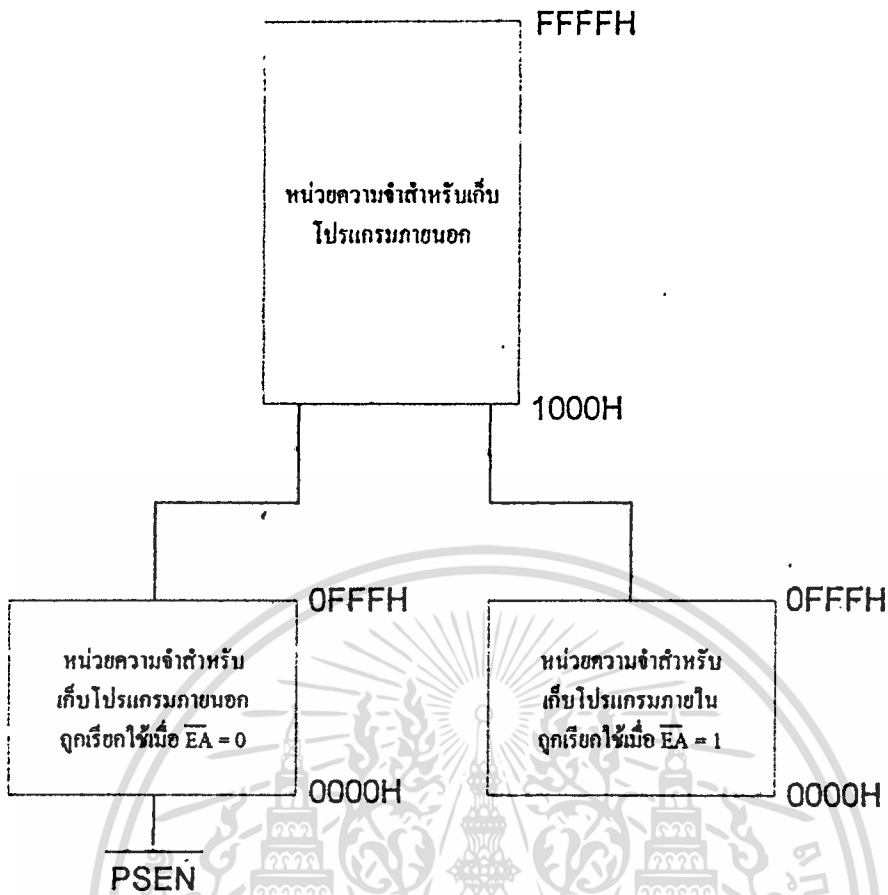 FFFFH
หน่วยความจำสำหรับเก็บ
โปรแกรมภายนอก
1000H
0FFFH
หน่วยความจำสำหรับ
เก็บโปรแกรมภายนอก
ถูกเรียกใช้เมื่อ E̅A̅ = 0
0000H
P̅S̅E̅N̅
0FFFH
หน่วยความจำสำหรับ
เก็บโปรแกรมภายใน
ถูกเรียกใช้เมื่อ E̅A̅ = 1
0000H